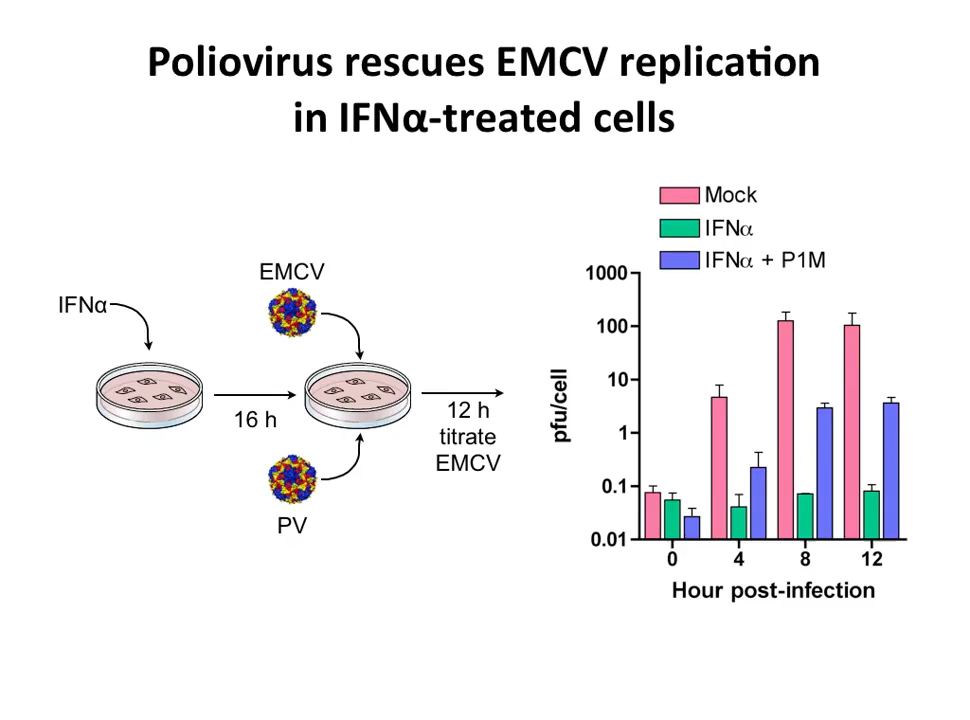 Poliovirus rescues EMCV replication
in IFNα-treated cells
IFNα
EMCV
16 h
PV
12 h
titrate
EMCV
Mock
IFNα
IFNα + P1M
1000
100
10
1
0.1
0.01
pfu/cell
0 4 8 12
Hour post-infection